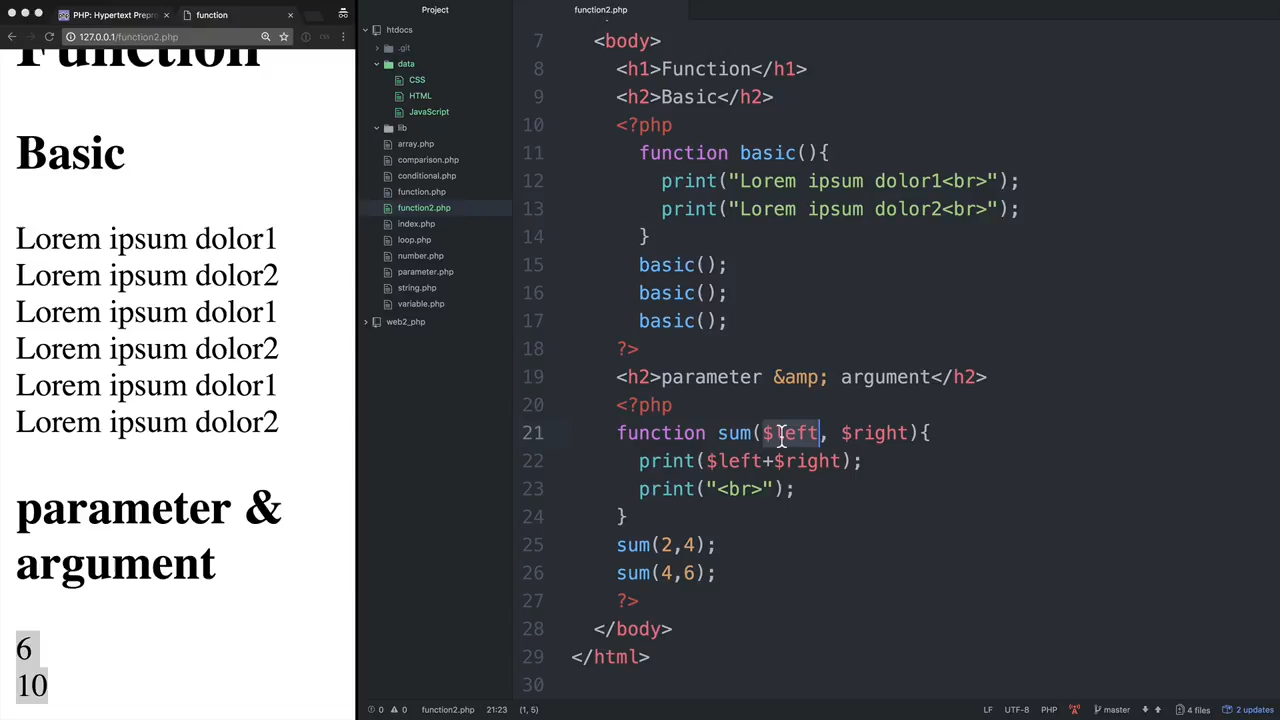 PHP: Hypertext Prepro
function
127.0.0.1/function2.php
Function
Basic
Lorem ipsum dolor1
Lorem ipsum dolor2
Lorem ipsum dolor1
Lorem ipsum dolor2
Lorem ipsum dolor1
Lorem ipsum dolor2
parameter &
argument
6
10
Project
htdocs
.git
data
CSS
HTML
JavaScript
lib
array.php
comparison.php
conditional.php
function.php
function2.php
index.php
loop.php
number.php
parameter.php
string.php
variable.php
web2_php
function2.php
7 <body>
8 <h1>Function</h1>
9 <h2>Basic</h2>
10 <?php
11 function basic(){
12 print("Lorem ipsum dolor1<br>");
13 print("Lorem ipsum dolor2<br>");
14 }
15 basic();
16 basic();
17 basic();
18 ?>
19 <h2>parameter &amp; argument</h2>
20 <?php
21 function sum($left, $right){
22 print($left+$right);
23 print("<br>");
24 }
25 sum(2,4);
26 sum(4,6);
27 ?>
28 </body>
29 </html>
30
0 0 function2.php 21:23 (1, 5) LF UTF-8 PHP master 4 files 2 updates